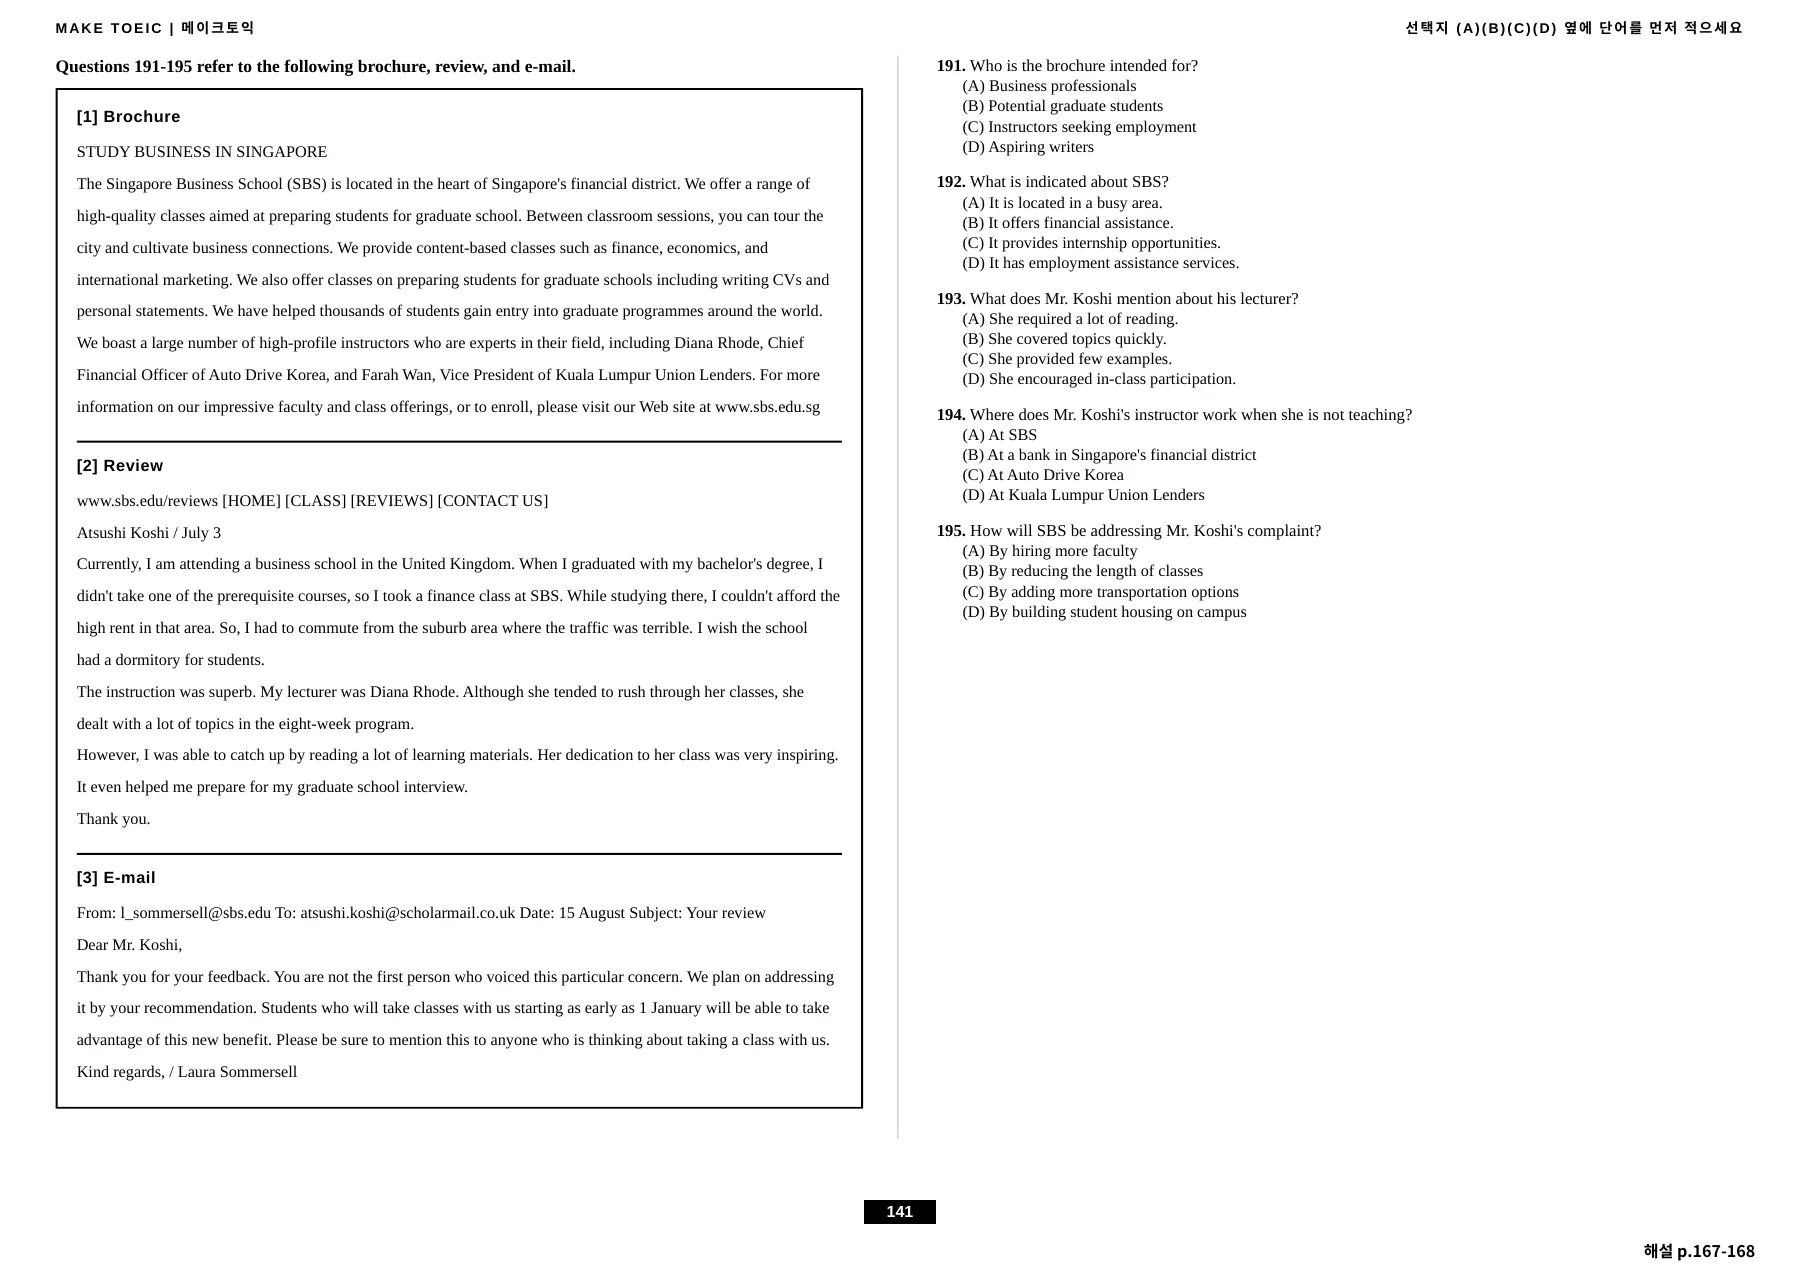 MAKE TOEIC | 메이크토익
선택지 (A)(B)(C)(D) 옆에 단어를 먼저 적으세요
Questions 191-195 refer to the following brochure, review, and e-mail.
[1] Brochure
STUDY BUSINESS IN SINGAPORE
The Singapore Business School (SBS) is located in the heart of Singapore's financial district. We offer a range of
high-quality classes aimed at preparing students for graduate school. Between classroom sessions, you can tour the
city and cultivate business connections. We provide content-based classes such as finance, economics, and
international marketing. We also offer classes on preparing students for graduate schools including writing CVs and
personal statements. We have helped thousands of students gain entry into graduate programmes around the world.
We boast a large number of high-profile instructors who are experts in their field, including Diana Rhode, Chief
Financial Officer of Auto Drive Korea, and Farah Wan, Vice President of Kuala Lumpur Union Lenders. For more
information on our impressive faculty and class offerings, or to enroll, please visit our Web site at www.sbs.edu.sg
[2] Review
www.sbs.edu/reviews [HOME] [CLASS] [REVIEWS] [CONTACT US]
Atsushi Koshi / July 3
Currently, I am attending a business school in the United Kingdom. When I graduated with my bachelor's degree, I
didn't take one of the prerequisite courses, so I took a finance class at SBS. While studying there, I couldn't afford the
high rent in that area. So, I had to commute from the suburb area where the traffic was terrible. I wish the school
had a dormitory for students.
The instruction was superb. My lecturer was Diana Rhode. Although she tended to rush through her classes, she
dealt with a lot of topics in the eight-week program.
However, I was able to catch up by reading a lot of learning materials. Her dedication to her class was very inspiring.
It even helped me prepare for my graduate school interview.
Thank you.
[3] E-mail
From: l_sommersell@sbs.edu To: atsushi.koshi@scholarmail.co.uk Date: 15 August Subject: Your review
Dear Mr. Koshi,
Thank you for your feedback. You are not the first person who voiced this particular concern. We plan on addressing
it by your recommendation. Students who will take classes with us starting as early as 1 January will be able to take
advantage of this new benefit. Please be sure to mention this to anyone who is thinking about taking a class with us.
Kind regards, / Laura Sommersell
191. Who is the brochure intended for?
(A) Business professionals
(B) Potential graduate students
(C) Instructors seeking employment
(D) Aspiring writers
192. What is indicated about SBS?
(A) It is located in a busy area.
(B) It offers financial assistance.
(C) It provides internship opportunities.
(D) It has employment assistance services.
193. What does Mr. Koshi mention about his lecturer?
(A) She required a lot of reading.
(B) She covered topics quickly.
(C) She provided few examples.
(D) She encouraged in-class participation.
194. Where does Mr. Koshi's instructor work when she is not teaching?
(A) At SBS
(B) At a bank in Singapore's financial district
(C) At Auto Drive Korea
(D) At Kuala Lumpur Union Lenders
195. How will SBS be addressing Mr. Koshi's complaint?
(A) By hiring more faculty
(B) By reducing the length of classes
(C) By adding more transportation options
(D) By building student housing on campus
141
해설 p.167-168